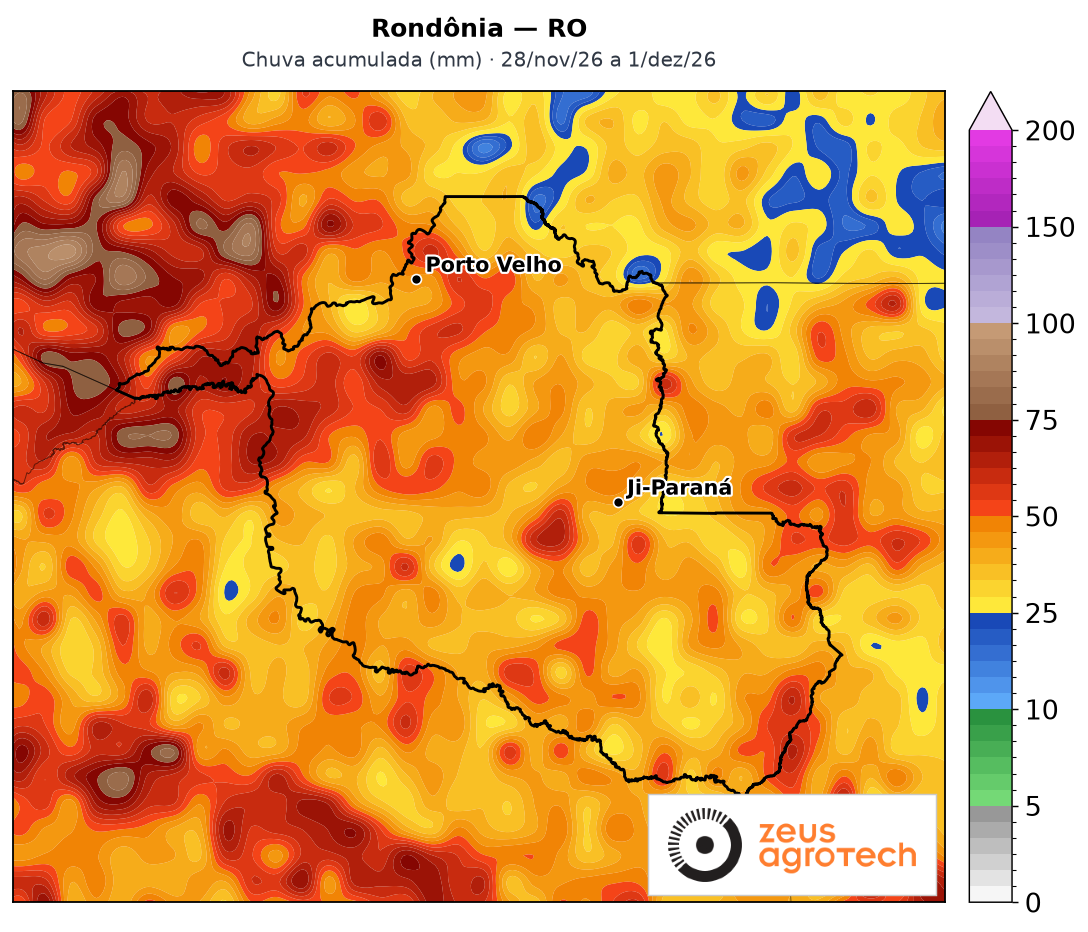 Rondônia — RO
Chuva acumulada (mm) · 28/nov/26 a 1/dez/26
200
150
100
75
50
25
10
5
0
Porto Velho
Ji-Paraná
zeus
agrotech